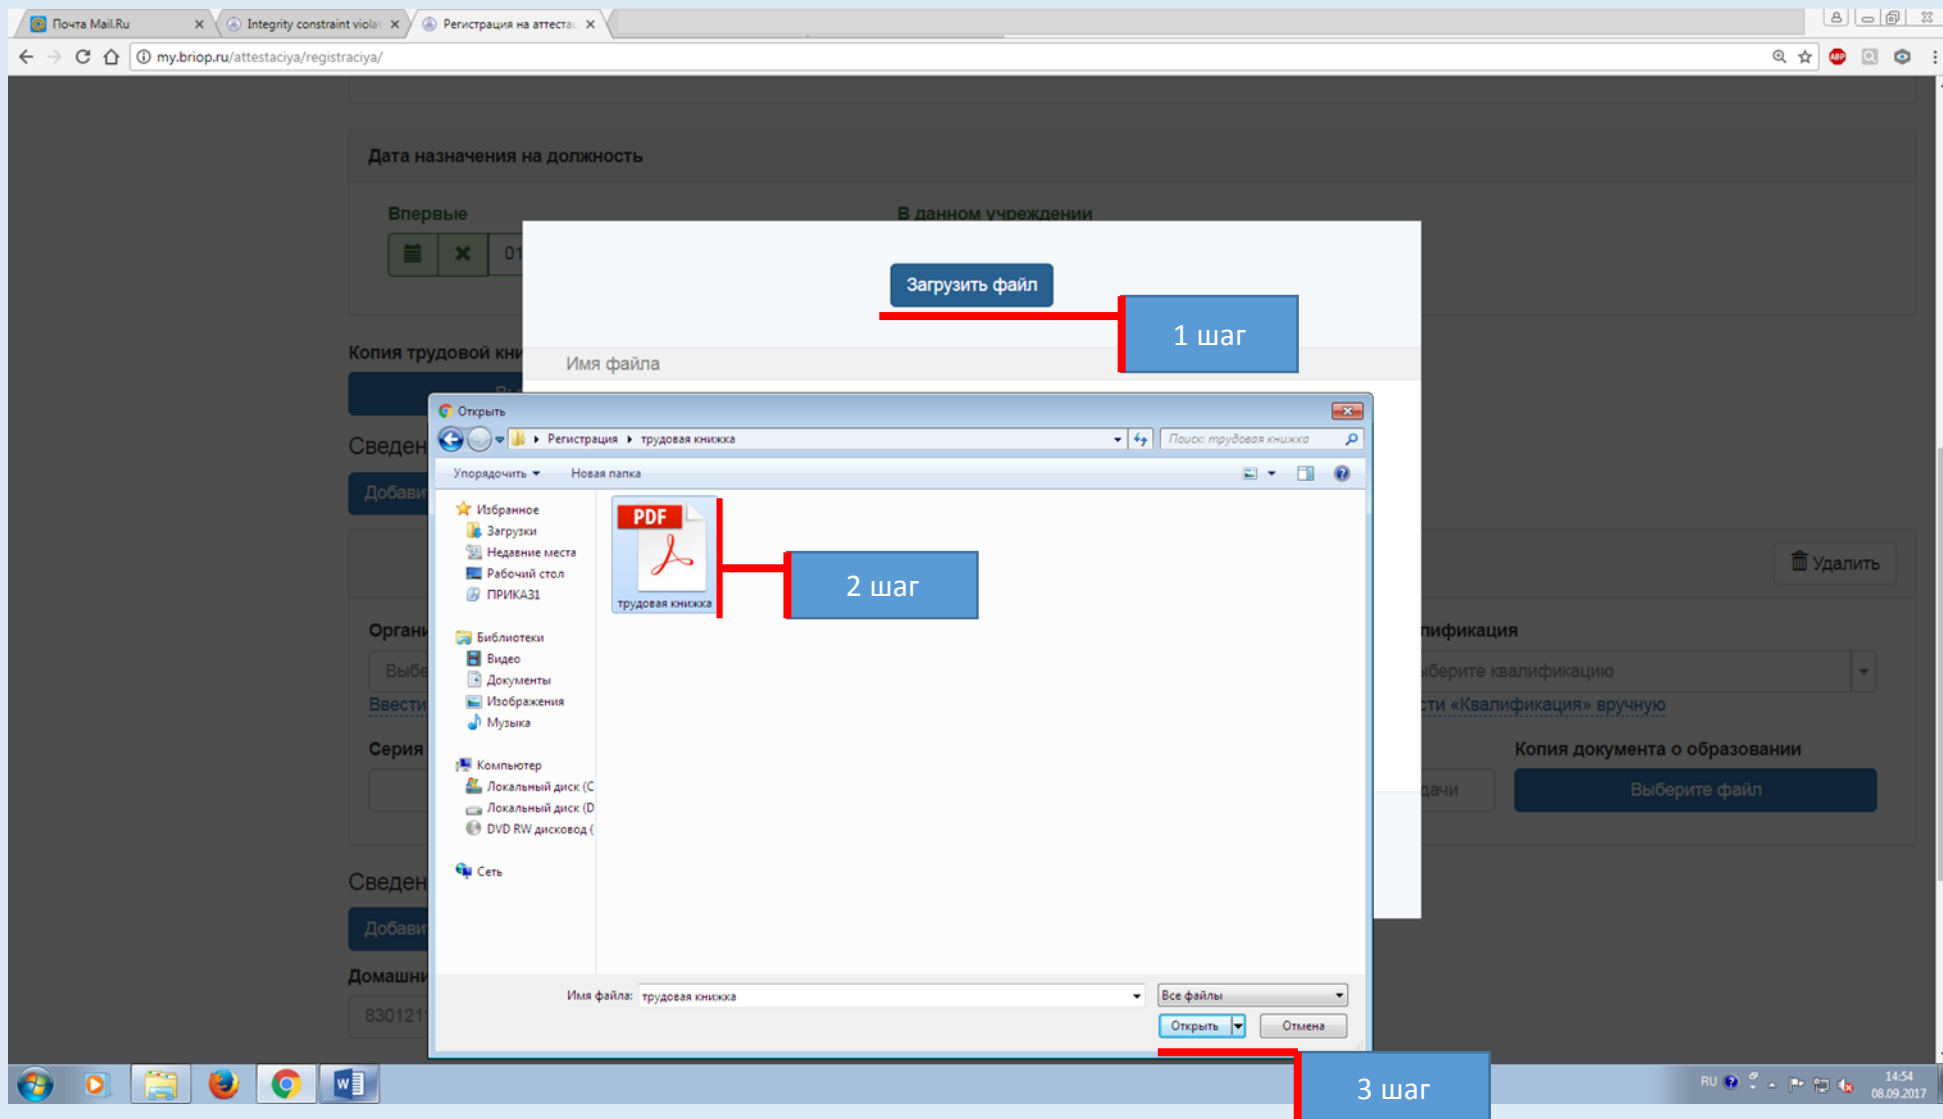 Почта Mail.Ru
Integrity constraint viola
Регистрация на аттеста
my.briop.ru/attestaciya/registraciya/
ABP
Дата назначения на должность
Впервые
В данном учреждении
01
Загрузить файл
1 шаг
Копия трудовой кни
Имя файла
Открыть
Регистрация
трудовая книжка
Поиск: трудовая книжка
Сведен
Упорядочить
Новая папка
Добави
Избранное
Загрузки
Недавние места
Рабочий стол
ПРИКАЗ1
PDF
трудовая книжка
2 шаг
Удалить
Библиотеки
Видео
Документы
Изображения
Музыка
Органи
Выбе
Ввести
Серия
лификация
ыберите квалификацию
сти «Квалификация» вручную
Копия документа о образовании
дачи
Выберите файл
Компьютер
Локальный диск (C
Локальный диск (D
DVD RW дисковод (
Сеть
Сведен
Добави
Домашни
830121
Имя файла:
трудовая книжка
Все файлы
Открыть
Отмена
3 шаг
RU
14:54
08.09.2017